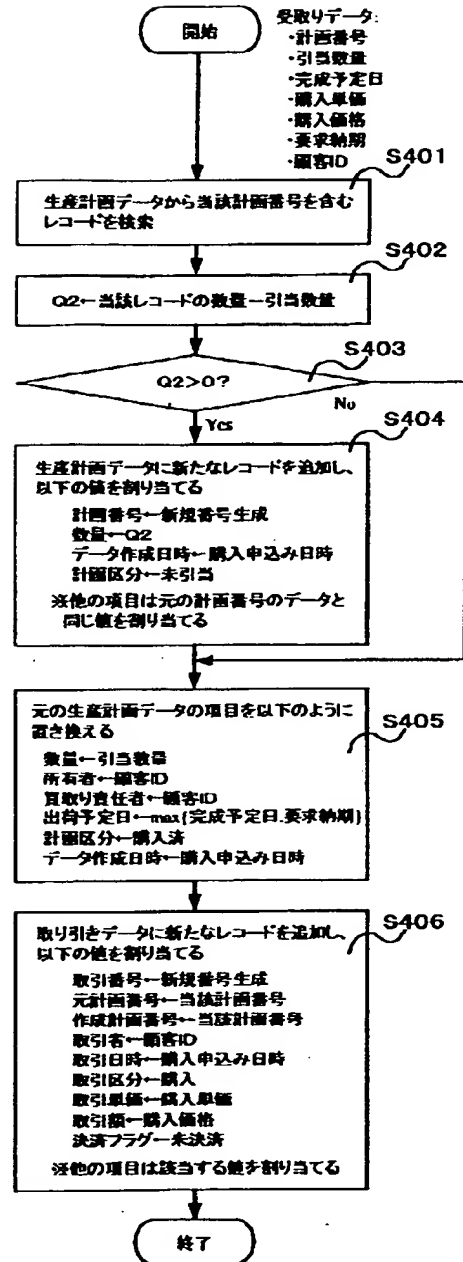 開始
受取りデータ:
・計画番号
・引当数量
・完成予定日
・購入単価
・購入価格
・要求納期
・顧客ID
S401
生産計画データから当該計画番号を含む
レコードを検索
S402
Q2←当該レコードの数量－引当数量
S403
Q2>0?
No
Yes
S404
生産計画データに新たなレコードを追加し、
以下の値を割り当てる
計画番号←新規番号生成
数量←Q2
データ作成日時←購入申込み日時
計画区分←未引当
※他の項目は元の計画番号のデータと
同じ値を割り当てる
S405
元の生産計画データの項目を以下のように
置き換える
数量←引当数量
所有者←顧客ID
買取り責任者←顧客ID
出荷予定日←max{完成予定日,要求納期}
計画区分←購入済
データ作成日時←購入申込み日時
S406
取り引きデータに新たなレコードを追加し、
以下の値を割り当てる
取引番号←新規番号生成
元計画番号←当該計画番号
作成計画番号←当該計画番号
取引者←顧客ID
取引日時←購入申込み日時
取引区分←購入
取引単価←購入単価
取引額←購入価格
決済フラグ←未決済
※他の項目は該当する値を割り当てる
終了